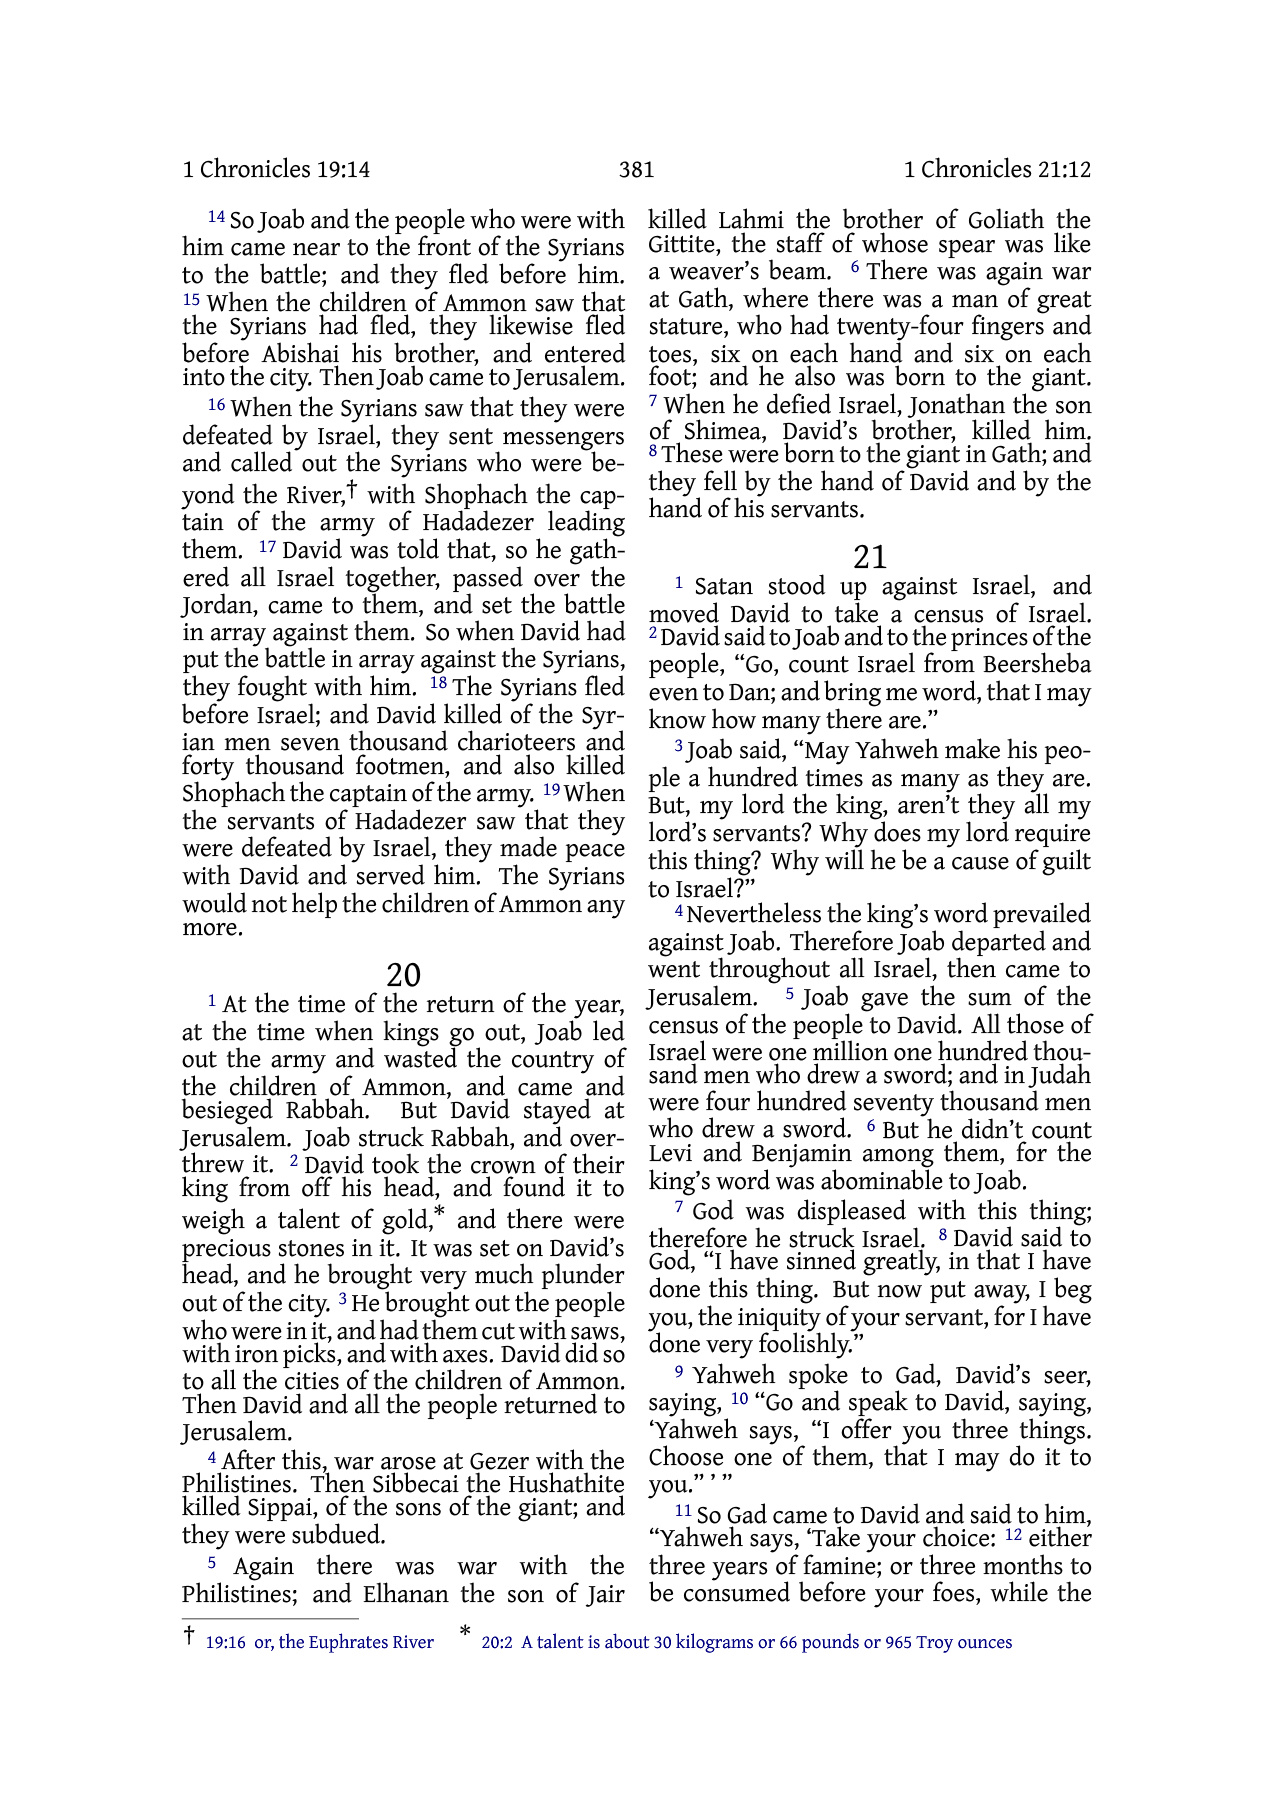 1 Chronicles 19:14 381 1 Chronicles 21:12
14 So Joab and the people who were with
him came near to the front of the Syrians
to the battle; and they fled before him.
15 When the children of Ammon saw that
the Syrians had fled, they likewise fled
before Abishai his brother, and entered
into the city. Then Joab came to Jerusalem.
16 When the Syrians saw that they were
defeated by Israel, they sent messengers
and called out the Syrians who were be-
yond the River,† with Shophach the cap-
tain of the army of Hadadezer leading
them. 17 David was told that, so he gath-
ered all Israel together, passed over the
Jordan, came to them, and set the battle
in array against them. So when David had
put the battle in array against the Syrians,
they fought with him. 18 The Syrians fled
before Israel; and David killed of the Syr-
ian men seven thousand charioteers and
forty thousand footmen, and also killed
Shophach the captain of the army. 19 When
the servants of Hadadezer saw that they
were defeated by Israel, they made peace
with David and served him. The Syrians
would not help the children of Ammon any
more.
20
1 At the time of the return of the year,
at the time when kings go out, Joab led
out the army and wasted the country of
the children of Ammon, and came and
besieged Rabbah. But David stayed at
Jerusalem. Joab struck Rabbah, and over-
threw it. 2 David took the crown of their
king from off his head, and found it to
weigh a talent of gold,* and there were
precious stones in it. It was set on David’s
head, and he brought very much plunder
out of the city. 3 He brought out the people
who were in it, and had them cut with saws,
with iron picks, and with axes. David did so
to all the cities of the children of Ammon.
Then David and all the people returned to
Jerusalem.
4 After this, war arose at Gezer with the
Philistines. Then Sibbecai the Hushathite
killed Sippai, of the sons of the giant; and
they were subdued.
5 Again there was war with the
Philistines; and Elhanan the son of Jair
killed Lahmi the brother of Goliath the
Gittite, the staff of whose spear was like
a weaver’s beam. 6 There was again war
at Gath, where there was a man of great
stature, who had twenty-four fingers and
toes, six on each hand and six on each
foot; and he also was born to the giant.
7 When he defied Israel, Jonathan the son
of Shimea, David’s brother, killed him.
8 These were born to the giant in Gath; and
they fell by the hand of David and by the
hand of his servants.
21
1 Satan stood up against Israel, and
moved David to take a census of Israel.
2 David said to Joab and to the princes of the
people, “Go, count Israel from Beersheba
even to Dan; and bring me word, that I may
know how many there are.”
3 Joab said, “May Yahweh make his peo-
ple a hundred times as many as they are.
But, my lord the king, aren’t they all my
lord’s servants? Why does my lord require
this thing? Why will he be a cause of guilt
to Israel?”
4 Nevertheless the king’s word prevailed
against Joab. Therefore Joab departed and
went throughout all Israel, then came to
Jerusalem. 5 Joab gave the sum of the
census of the people to David. All those of
Israel were one million one hundred thou-
sand men who drew a sword; and in Judah
were four hundred seventy thousand men
who drew a sword. 6 But he didn’t count
Levi and Benjamin among them, for the
king’s word was abominable to Joab.
7 God was displeased with this thing;
therefore he struck Israel. 8 David said to
God, “I have sinned greatly, in that I have
done this thing. But now put away, I beg
you, the iniquity of your servant, for I have
done very foolishly.”
9 Yahweh spoke to Gad, David’s seer,
saying, 10 “Go and speak to David, saying,
‘Yahweh says, “I offer you three things.
Choose one of them, that I may do it to
you.” ’ ”
11 So Gad came to David and said to him,
“Yahweh says, ‘Take your choice: 12 either
three years of famine; or three months to
be consumed before your foes, while the
† 19:16 or, the Euphrates River * 20:2 A talent is about 30 kilograms or 66 pounds or 965 Troy ounces